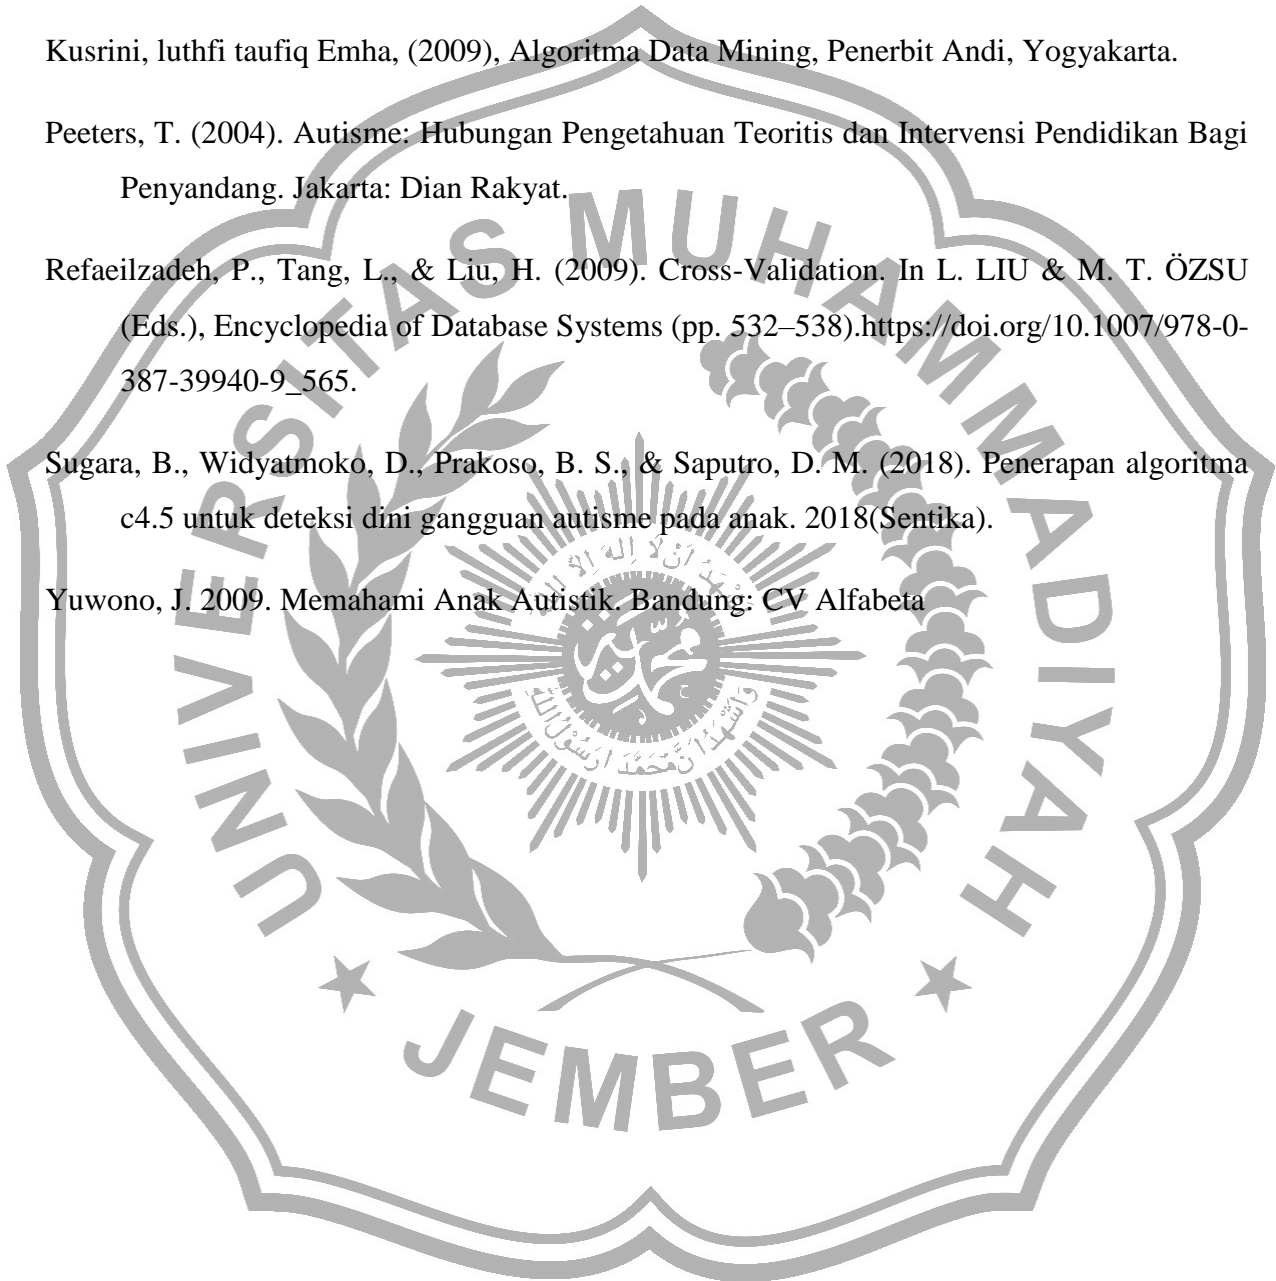 Kusrini, luthfi taufiq Emha, (2009), Algoritma Data Mining, Penerbit Andi, Yogyakarta.
Peeters, T. (2004). Autisme: Hubungan Pengetahuan Teoritis dan Intervensi Pendidikan Bagi
Penyandang. Jakarta: Dian Rakyat.
Refaeilzadeh, P., Tang, L., & Liu, H. (2009). Cross-Validation. In L. LIU & M. T. ÖZSU
(Eds.), Encyclopedia of Database Systems (pp. 532–538).https://doi.org/10.1007/978-0-
387-39940-9_565.
Sugara, B., Widyatmoko, D., Prakoso, B. S., & Saputro, D. M. (2018). Penerapan algoritma
c4.5 untuk deteksi dini gangguan autisme pada anak. 2018(Sentika).
Yuwono, J. 2009. Memahami Anak Autistik. Bandung: CV Alfabeta
UNIVERSITAS MUHAMMADIYAH
JEMBER